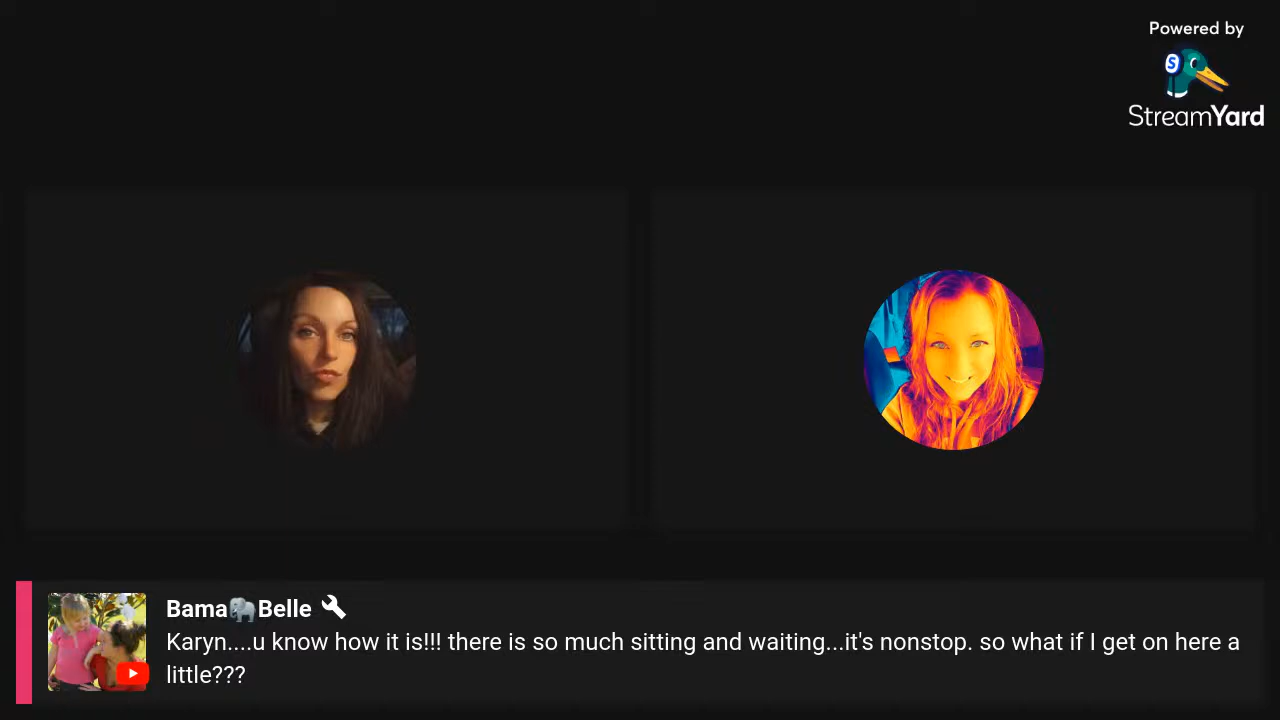 Powered by
S
StreamYard
Bama🐘Belle 🔧
Karyn....u know how it is!!! there is so much sitting and waiting...it's nonstop. so what if I get on here a
little???